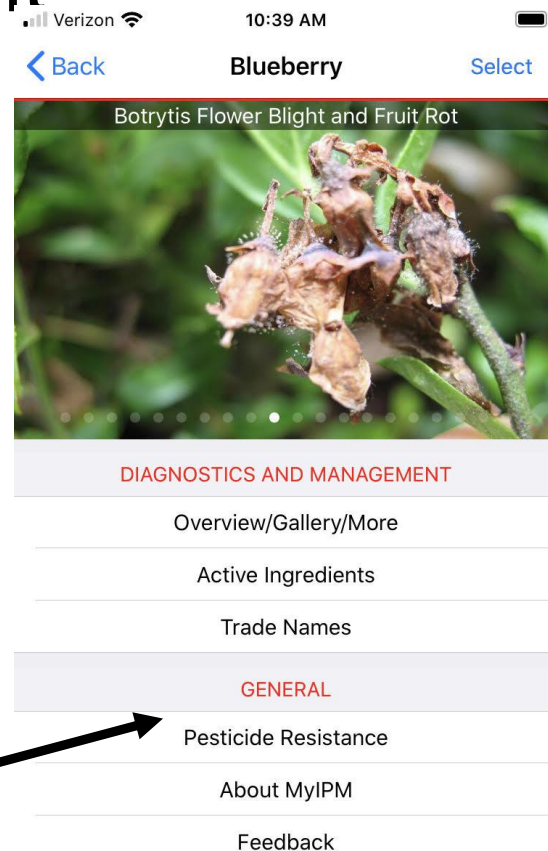 Verizon 10:39 AM
Back Blueberry Select
Botrytis Flower Blight and Fruit Rot
DIAGNOSTICS AND MANAGEMENT
Overview/Gallery/More
Active Ingredients
Trade Names
GENERAL
Pesticide Resistance
About MyIPM
Feedback